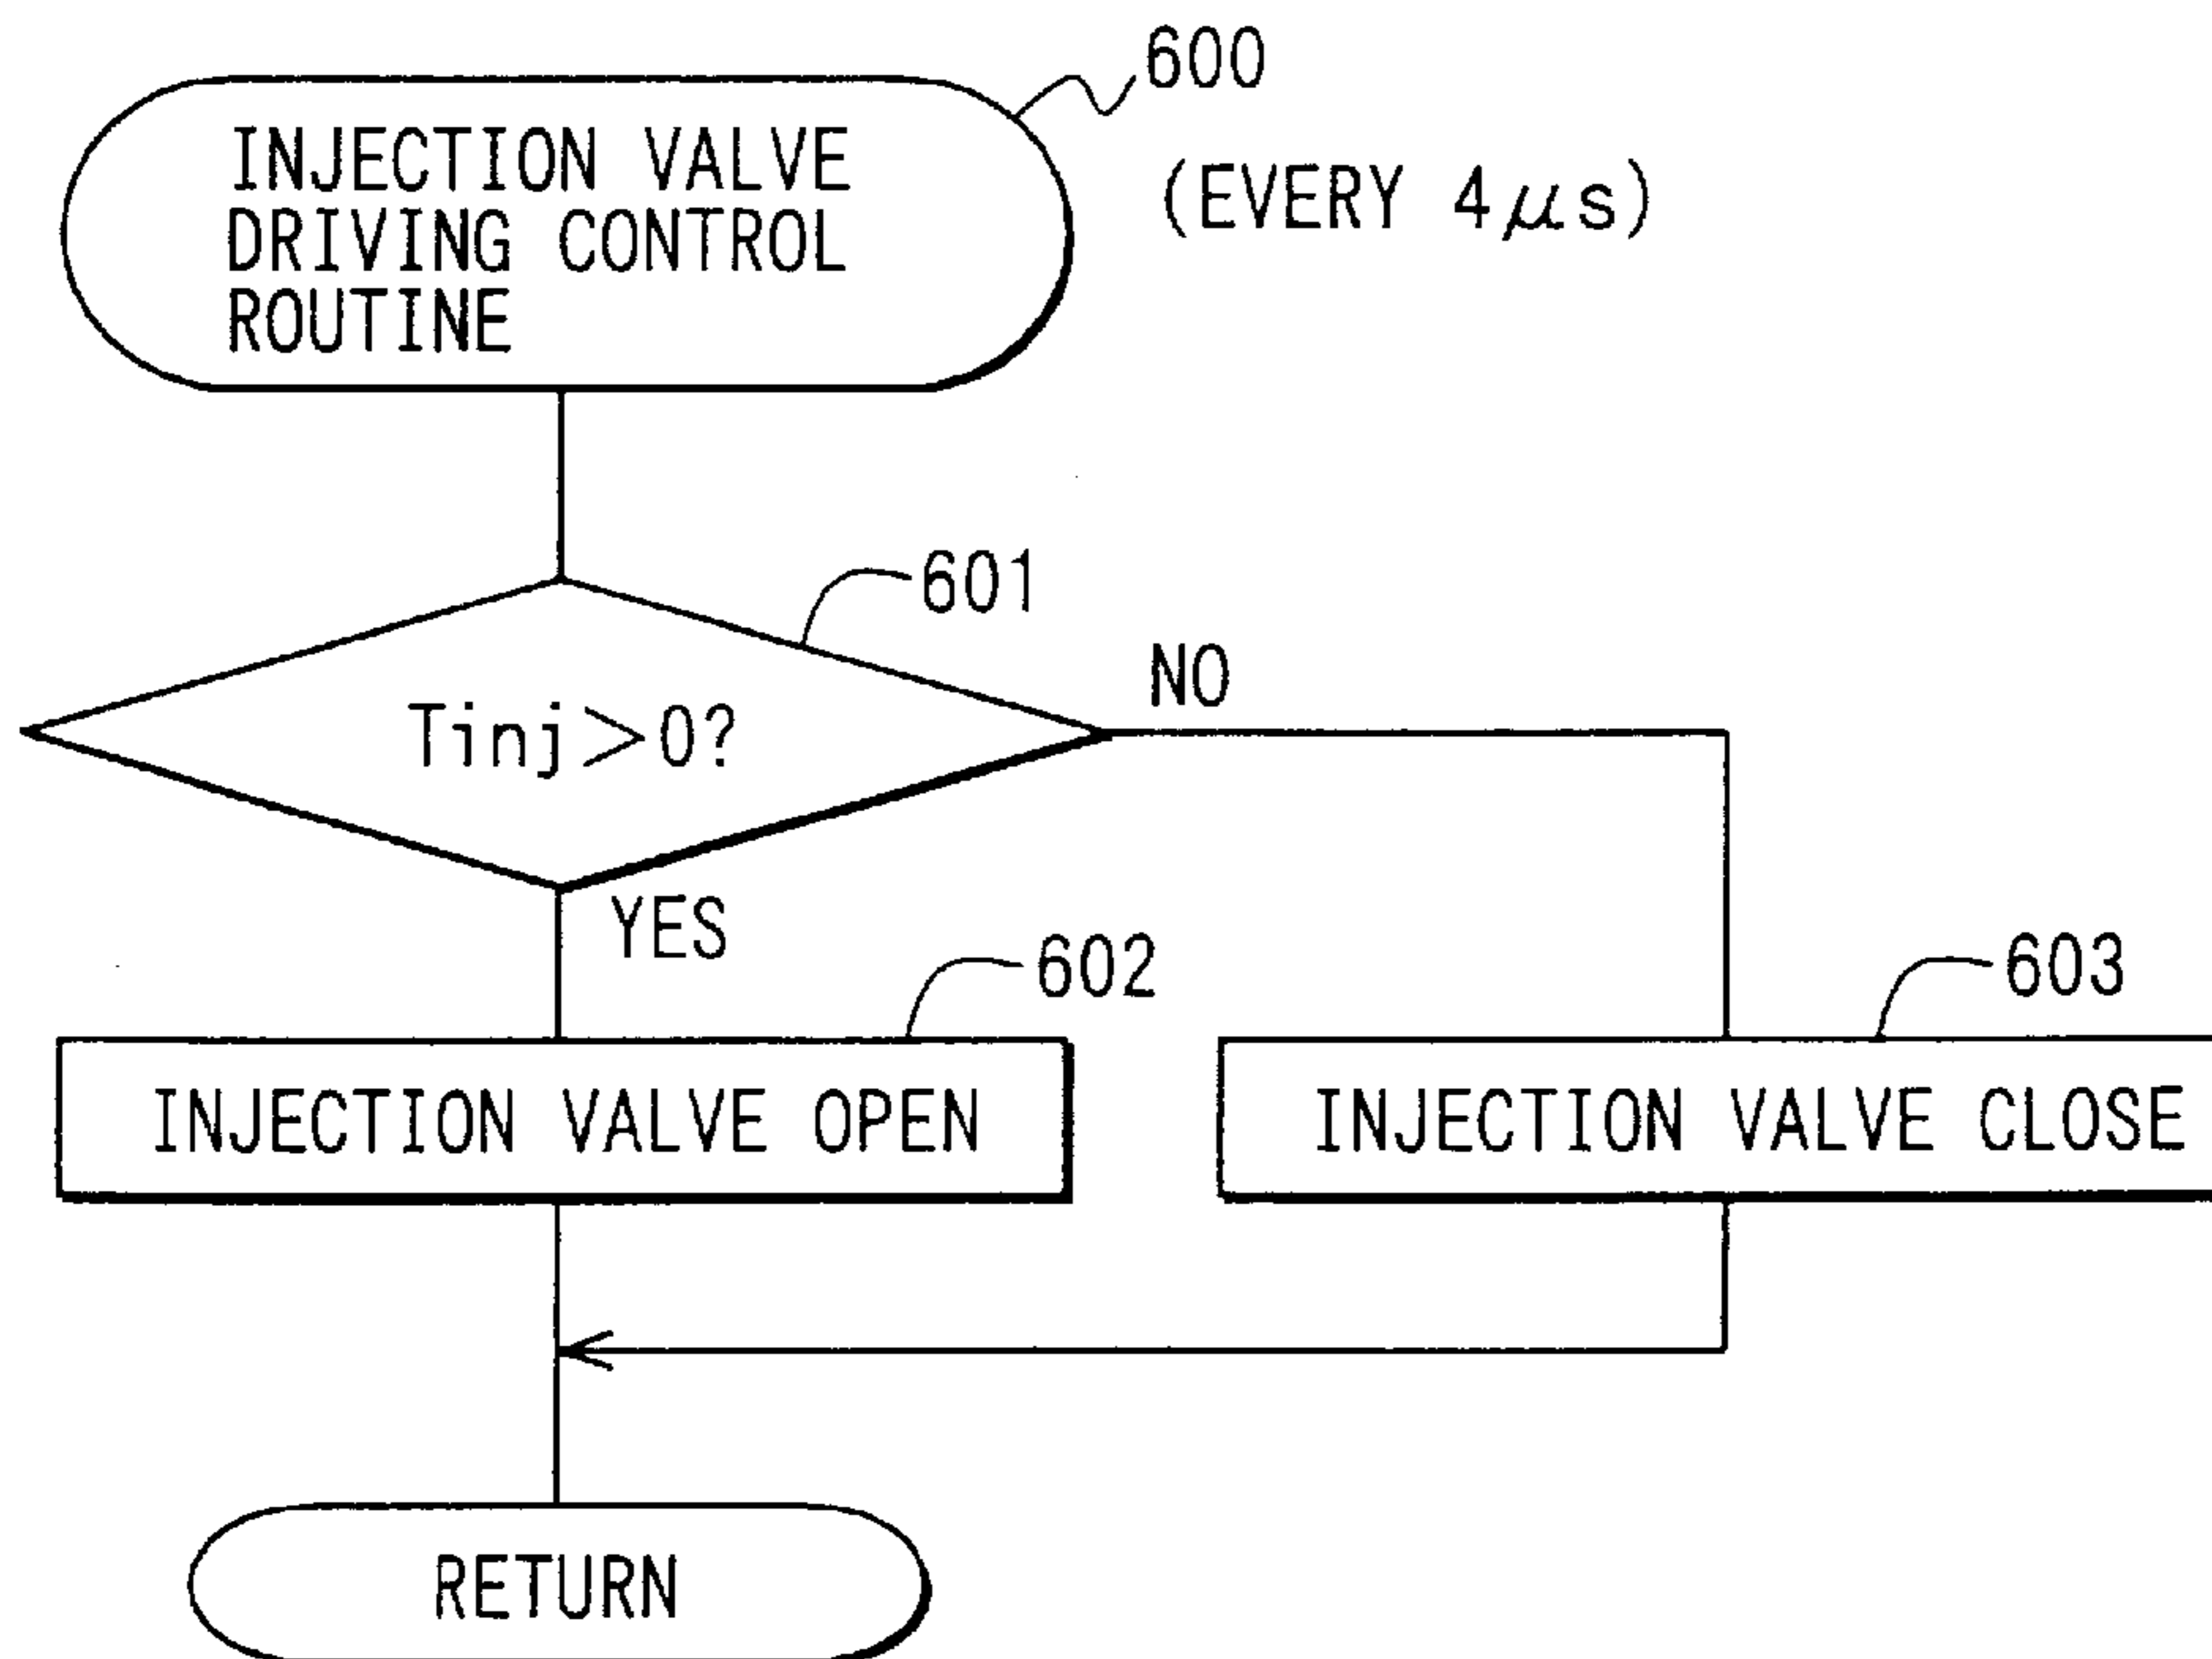 600
INJECTION VALVE
DRIVING CONTROL
ROUTINE
(EVERY 4μs)
601
Tinj>0?
NO
YES
602
603
INJECTION VALVE OPEN
INJECTION VALVE CLOSE
RETURN